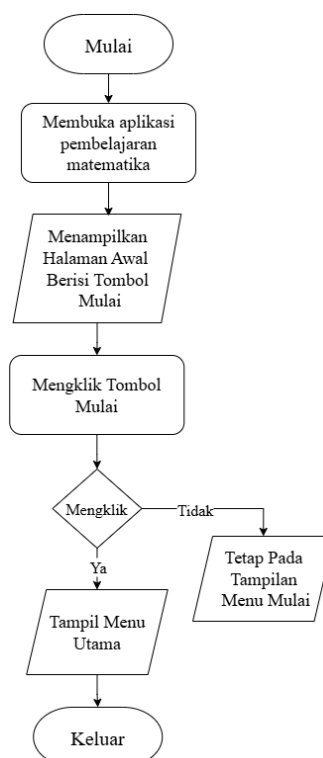 Mulai
Membuka aplikasi
pembelajaran
matematika
Menampilkan
Halaman Awal
Berisi Tombol
Mulai
Mengklik Tombol
Mulai
Mengklik
Tidak
Ya
Tetap Pada
Tampilan
Menu Mulai
Tampil Menu
Utama
Keluar